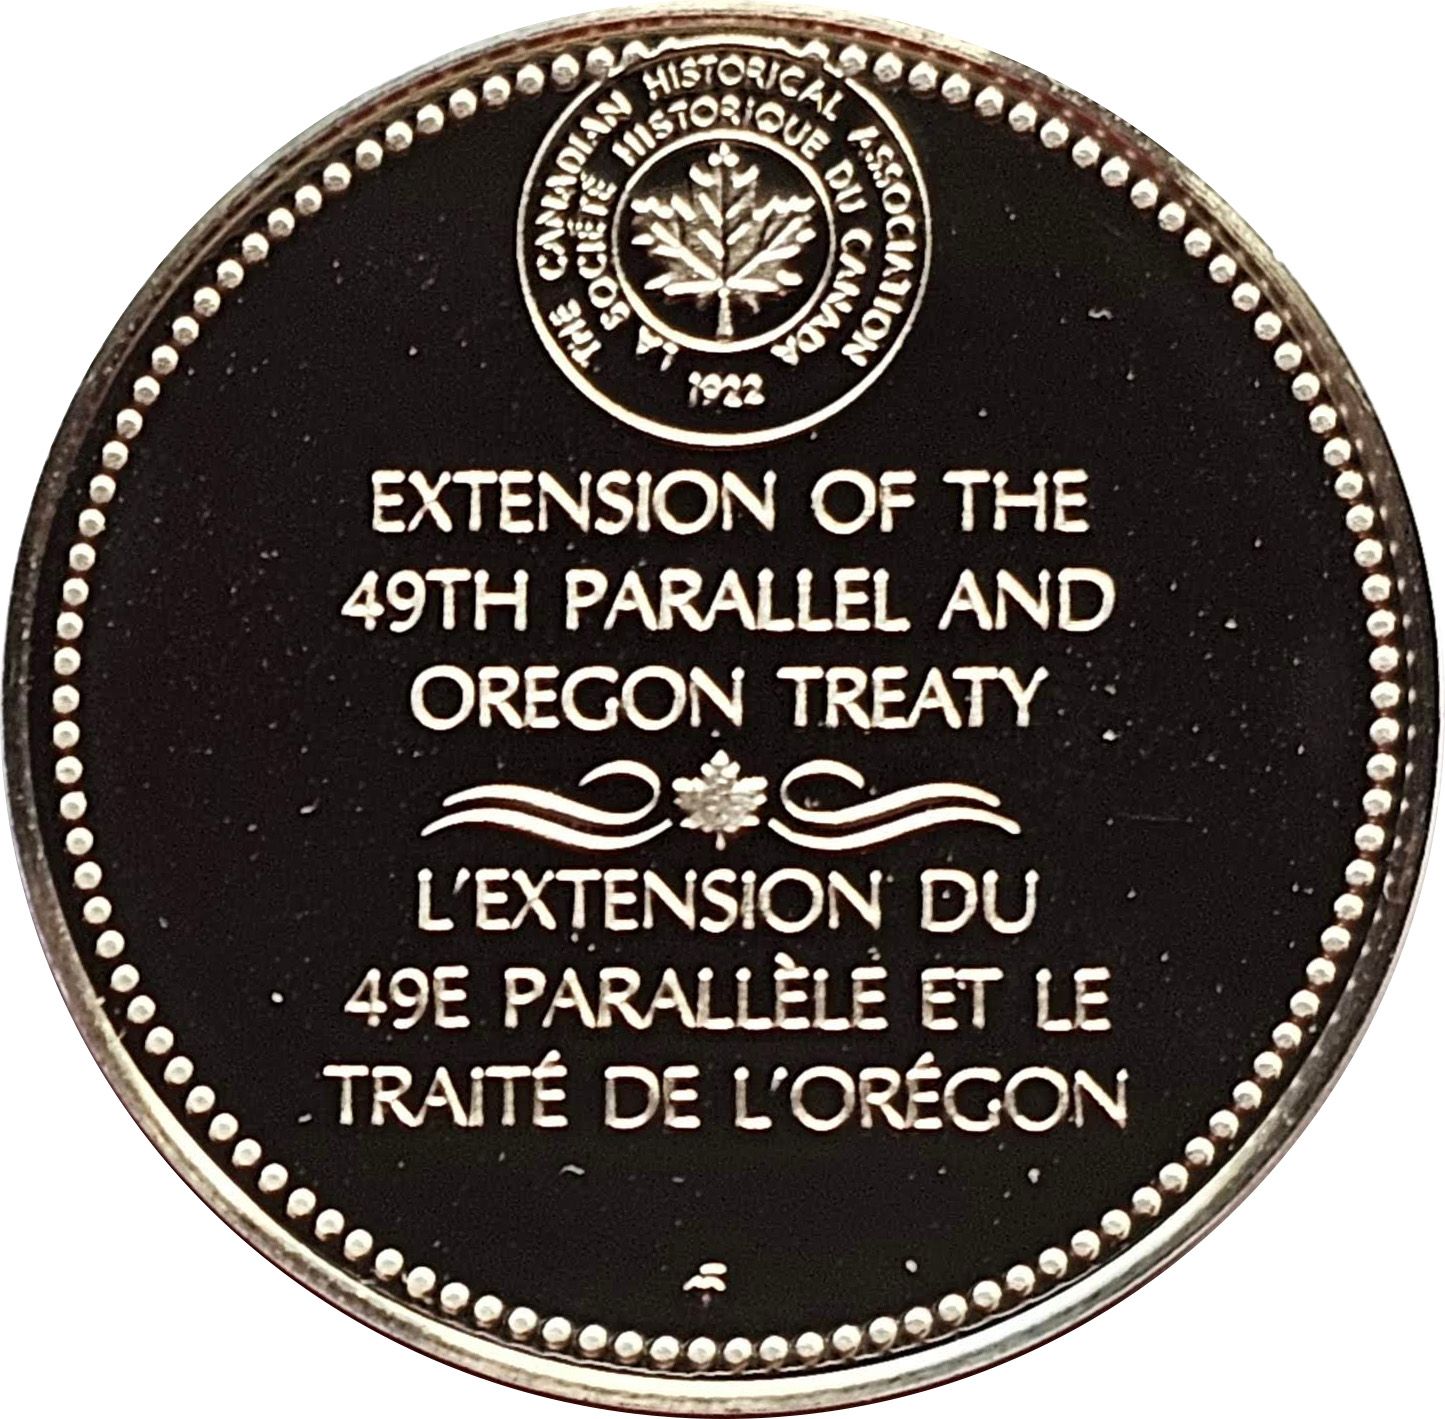 THE CANADIAN HISTORICAL ASSOCIATION
LA SOCIÉTÉ HISTORIQUE DU CANADA
1922
EXTENSION OF THE
49TH PARALLEL AND
OREGON TREATY
L'EXTENSION DU
49E PARALLÈLE ET LE
TRAITÉ DE L'ORÉGON